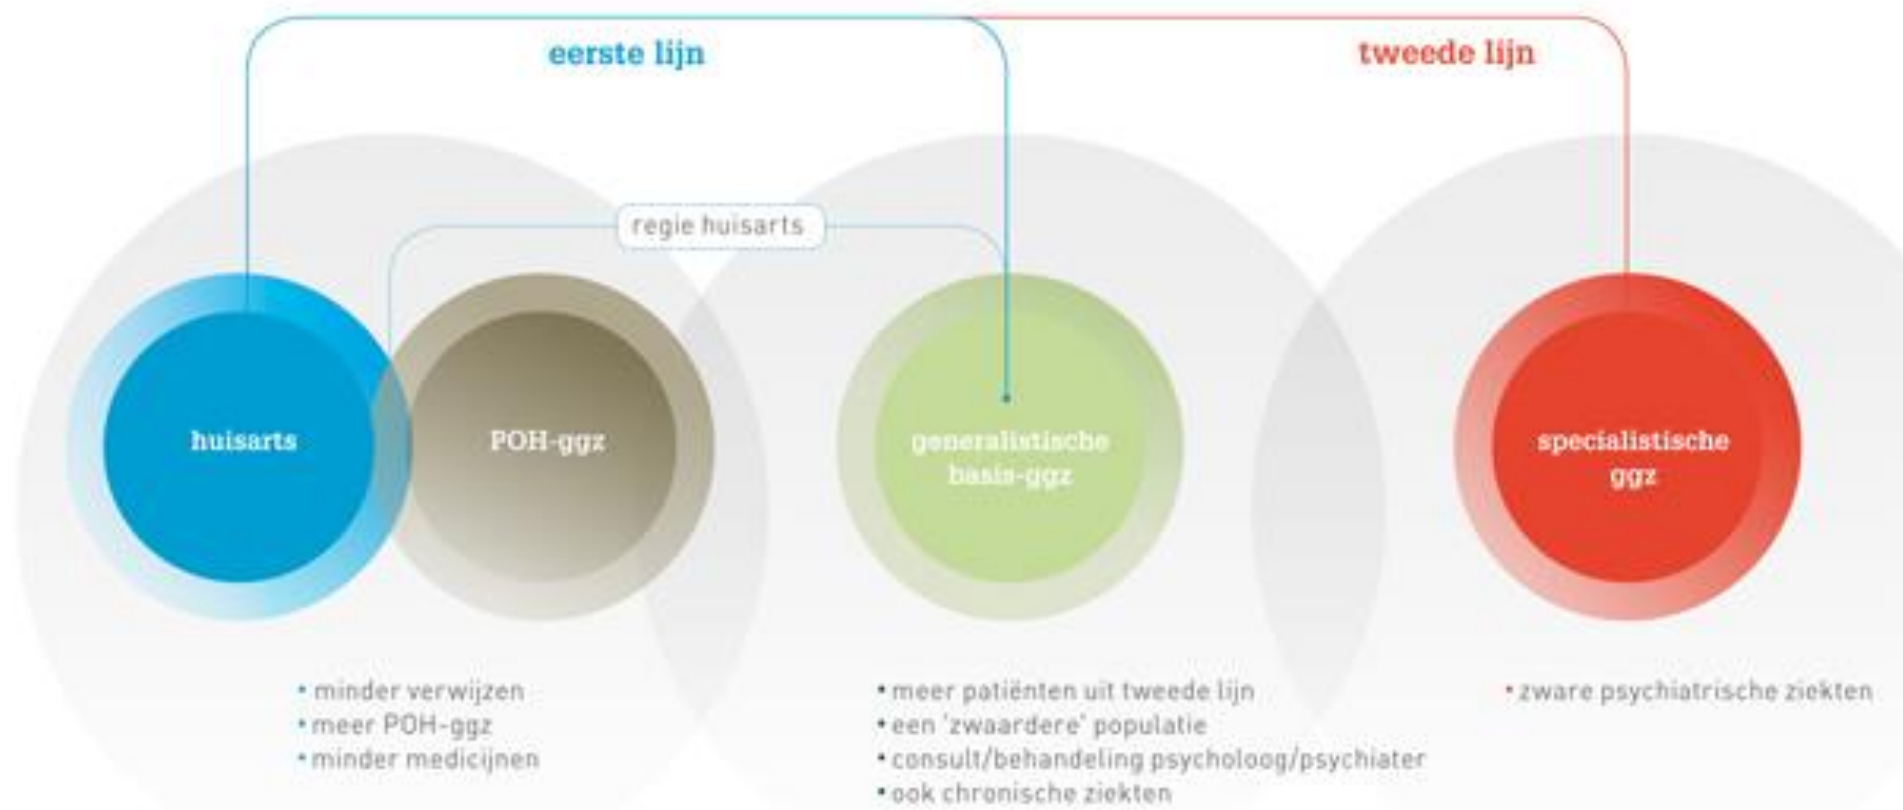 eerste lijn
tweede lijn
regie huisarts
huisarts
POH-ggz
generalistische
basis-ggz
specialistische
ggz
• minder verwijzen
• meer POH-ggz
• minder medicijnen
• meer patiënten uit tweede lijn
• een 'zwaardere' populatie
• consult/behandeling psycholoog/psychiater
• ook chronische ziekten
• zware psychiatrische ziekten